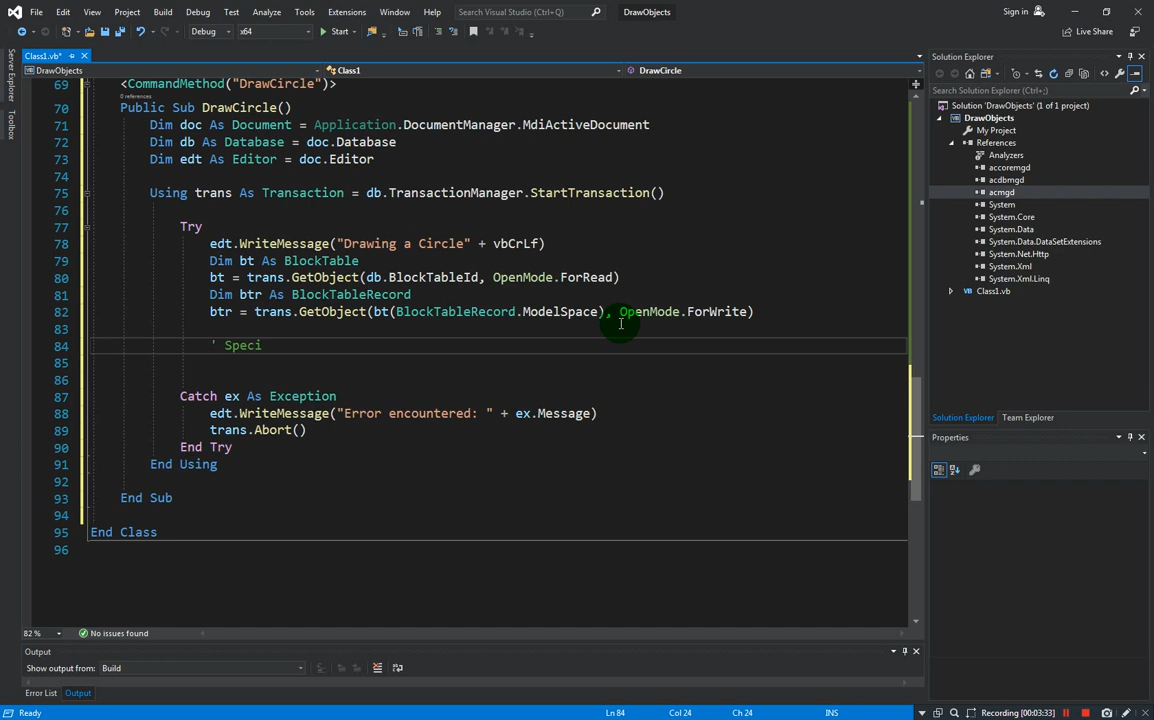 File Edit View Project Build Debug Test Analyze Tools Extensions Window Help Search Visual Studio (Ctrl+Q) DrawObjects Sign in
Debug x64 Start Live Share
Server Explorer
Toolbox
Class1.vb*
DrawObjects Class1 DrawCircle
69 <CommandMethod("DrawCircle")>
0 references
70 Public Sub DrawCircle()
71 Dim doc As Document = Application.DocumentManager.MdiActiveDocument
72 Dim db As Database = doc.Database
73 Dim edt As Editor = doc.Editor
74
75 Using trans As Transaction = db.TransactionManager.StartTransaction()
76
77 Try
78 edt.WriteMessage("Drawing a Circle" + vbCrLf)
79 Dim bt As BlockTable
80 bt = trans.GetObject(db.BlockTableId, OpenMode.ForRead)
81 Dim btr As BlockTableRecord
82 btr = trans.GetObject(bt(BlockTableRecord.ModelSpace), OpenMode.ForWrite)
83
84 ' Speci
85
86
87 Catch ex As Exception
88 edt.WriteMessage("Error encountered: " + ex.Message)
89 trans.Abort()
90 End Try
91 End Using
92
93 End Sub
94
95 End Class
96
82 % No issues found
Output
Show output from: Build
Error List Output
Solution Explorer
Search Solution Explorer (Ctrl+;)
Solution 'DrawObjects' (1 of 1 project)
DrawObjects
My Project
References
Analyzers
accoremgd
acdbmgd
acmgd
System
System.Core
System.Data
System.Data.DataSetExtensions
System.Net.Http
System.Xml
System.Xml.Linq
Class1.vb
Solution Explorer Team Explorer
Properties
Ready Ln 84 Col 24 Ch 24 INS Recording [00:03:33]